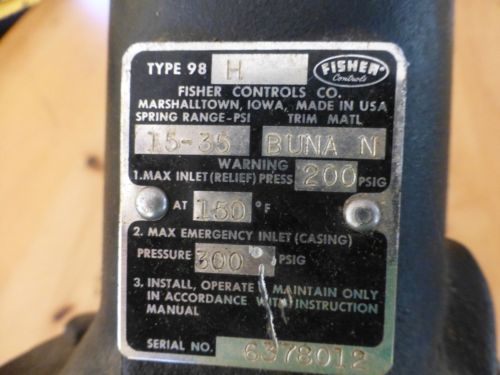 TYPE 98 H FISHER Controls
FISHER CONTROLS CO.
MARSHALLTOWN, IOWA, MADE IN USA
SPRING RANGE-PSI TRIM MATL
15-35 BUNA N
WARNING
1.MAX INLET (RELIEF) PRESS 200 PSIG
AT 150 °F
2. MAX EMERGENCY INLET (CASING)
PRESSURE 300 PSIG
3, INSTALL, OPERATE MAINTAIN ONLY
IN ACCORDANCE WITH INSTRUCTION
MANUAL
SERIAL NO. 6378012